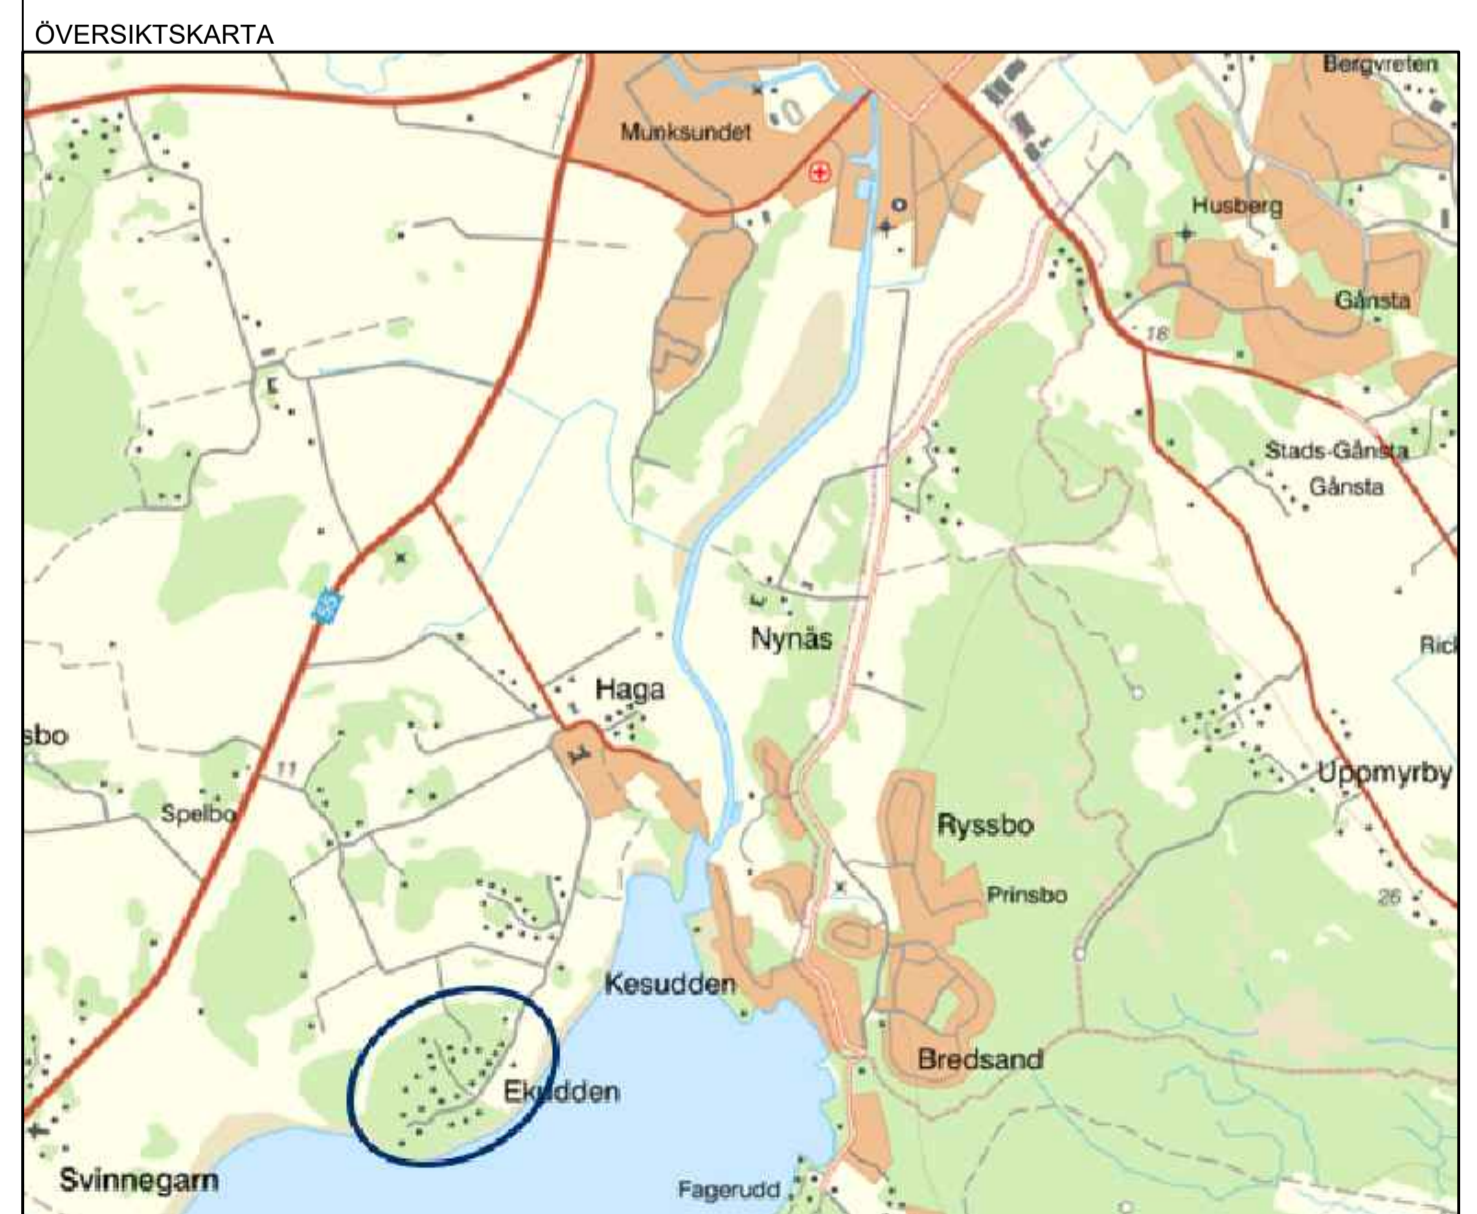 ÖVERSIKTSKARTA
Bergvreten
Munksundet
Husberg
Gånsta
18
Stads-Gånsta
Gånsta
55
Nynäs
Haga
Rick
sbo
11
Uppmyrby
Spelbo
Ryssbo
Prinsbo
26
Kesudden
Bredsand
Ekudden
Svinnegarn
Fagerudd